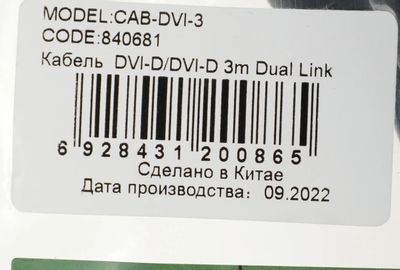 MODEL:CAB-DVI-3
CODE:840681
Кабель DVI-D/DVI-D 3m Dual Link
6 928431 200865
Сделано в Китае
Дата производства: 09.2022